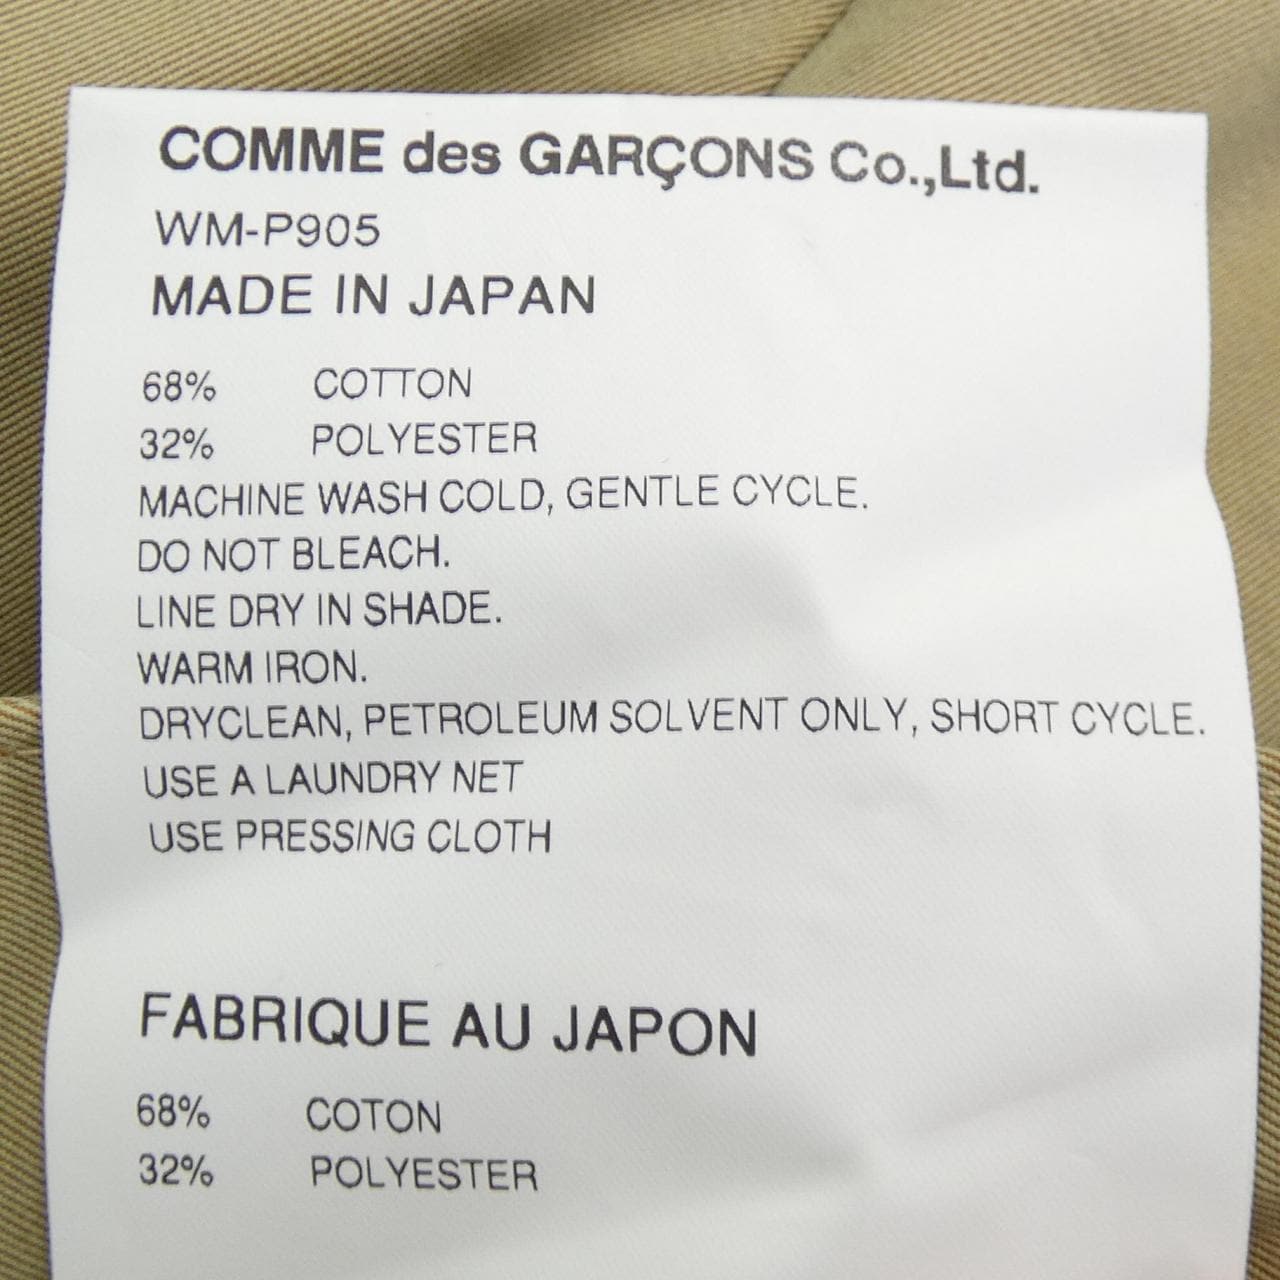 COMME des GARÇONS Co.,Ltd.
WM-P905
MADE IN JAPAN
68% COTTON
32% POLYESTER
MACHINE WASH COLD, GENTLE CYCLE.
DO NOT BLEACH.
LINE DRY IN SHADE.
WARM IRON.
DRYCLEAN, PETROLEUM SOLVENT ONLY, SHORT CYCLE.
USE A LAUNDRY NET
USE PRESSING CLOTH
FABRIQUE AU JAPON
68% COTON
32% POLYESTER